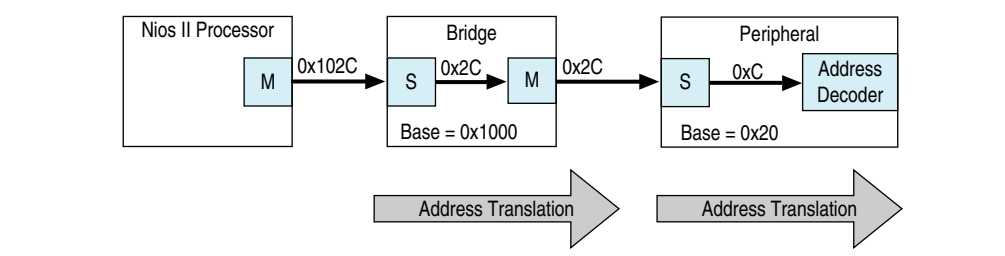 Nios II Processor
M
0x102C
Bridge
S
0x2C
M
Base = 0x1000
0x2C
Peripheral
S
0xC
Address
Decoder
Base = 0x20
Address Translation
Address Translation